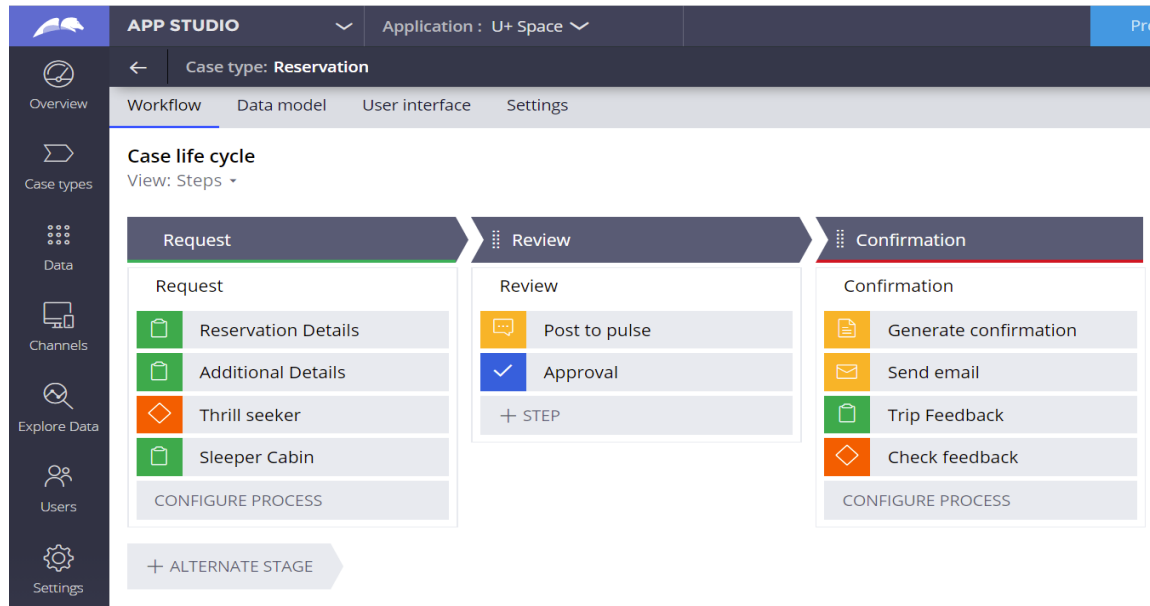 APP STUDIO
Application : U+ Space
Case type: Reservation
Overview
Workflow Data model User interface Settings
Case life cycle
View: Steps
Case types
Request Review Confirmation
Data
Request Review Confirmation
Reservation Details Post to pulse Generate confirmation
Channels
Additional Details Approval Send email
Thrill seeker + STEP Trip Feedback
Explore Data
Sleeper Cabin Check feedback
CONFIGURE PROCESS CONFIGURE PROCESS
Users
+ ALTERNATE STAGE
Settings